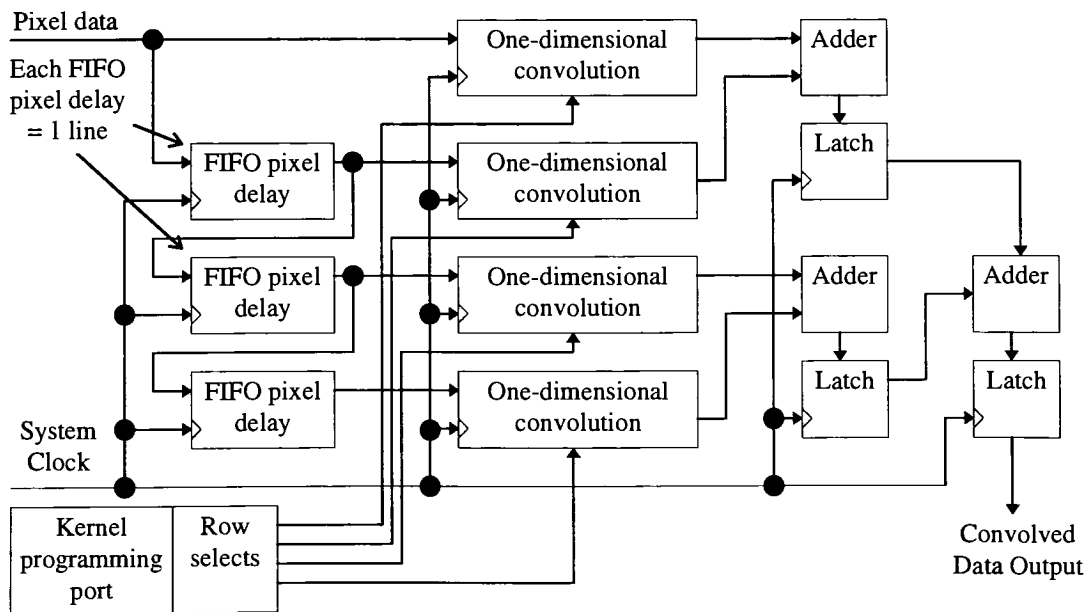 Pixel data
Each FIFO
pixel delay
= 1 line
One-dimensional
convolution
Adder
Latch
FIFO pixel
delay
One-dimensional
convolution
FIFO pixel
delay
One-dimensional
convolution
Adder
Adder
Latch
Latch
FIFO pixel
delay
One-dimensional
convolution
System
Clock
Kernel
programming
port
Row
selects
Convolved
Data Output